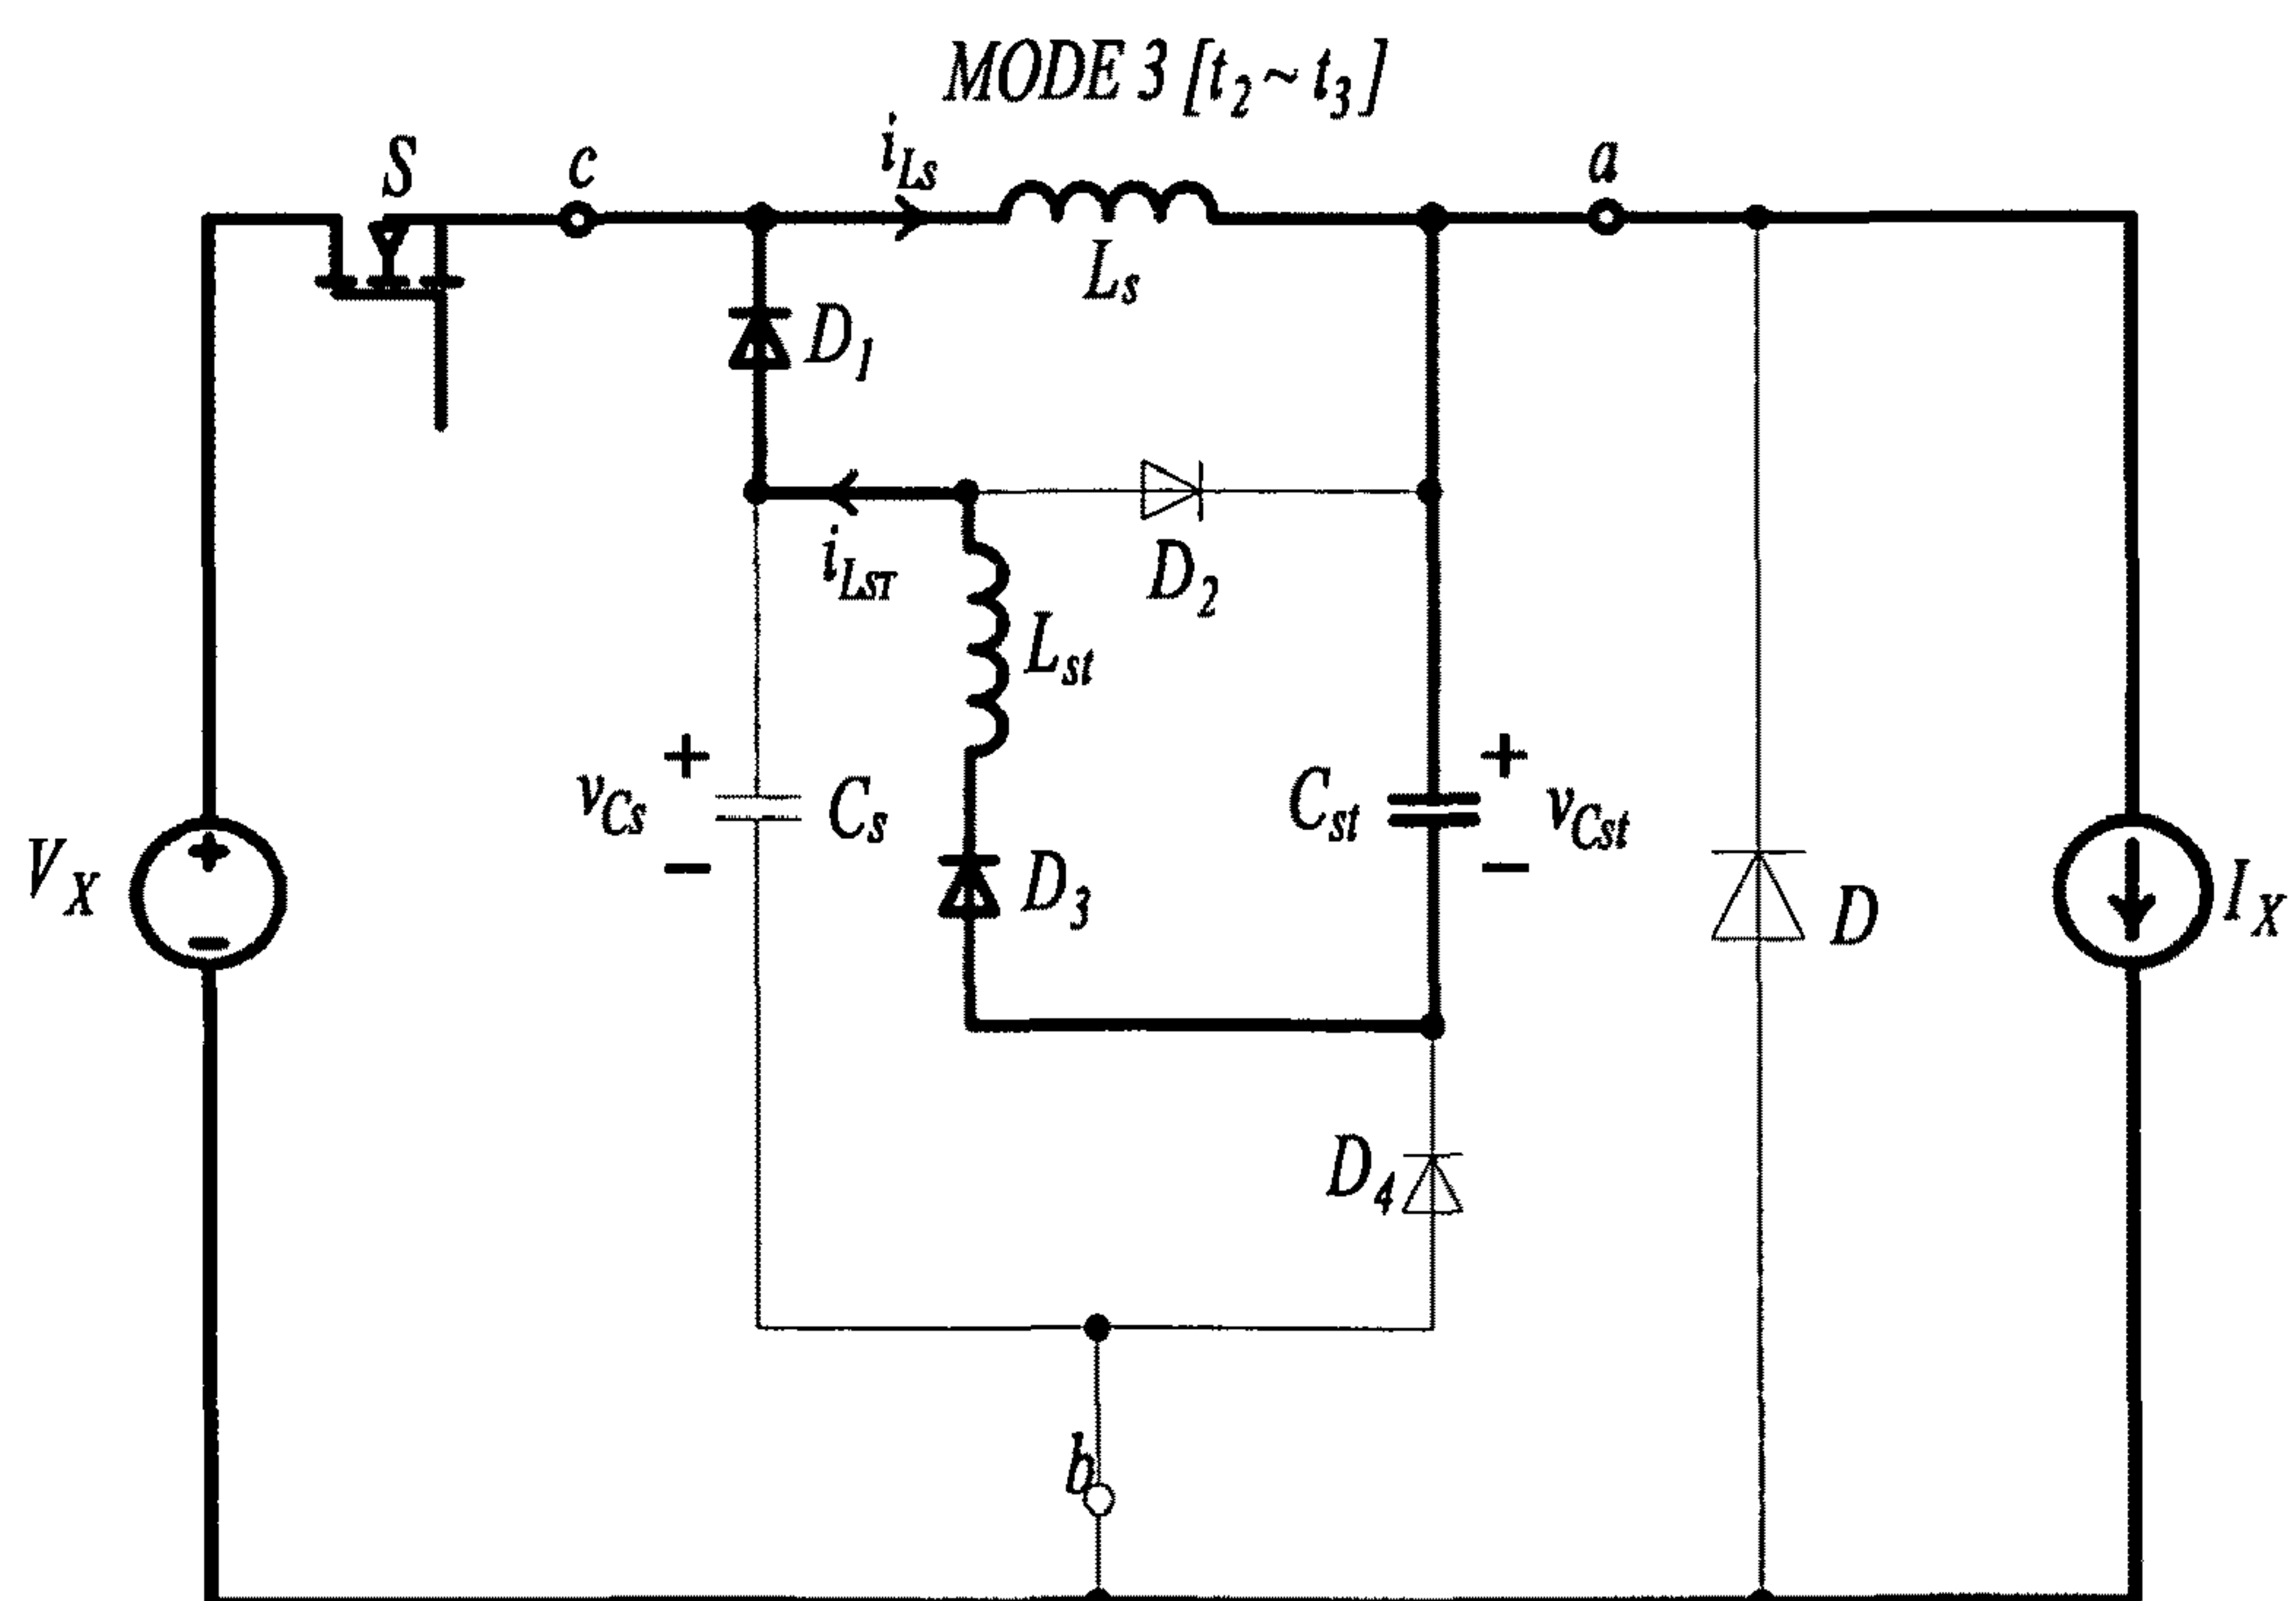 MODE 3 [t2 ~ t3]
S
c
iLs
a
Ls
D1
D2
iLST
Lst
+
vCs
−
Cs
Cst
+
vCst
−
D3
VX
+
−
D
IX
D4
b